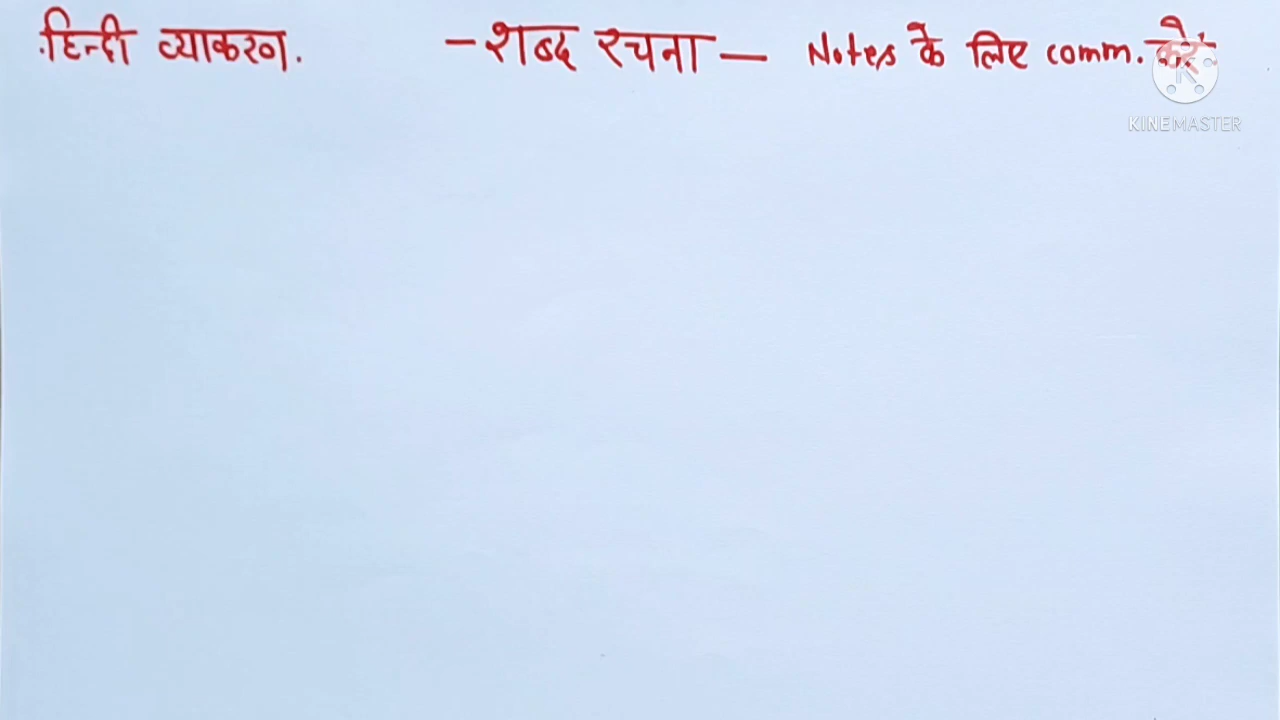 हिन्दी व्याकरण. - शब्द रचना - Notes के लिए comm. करें
KINEMASTER